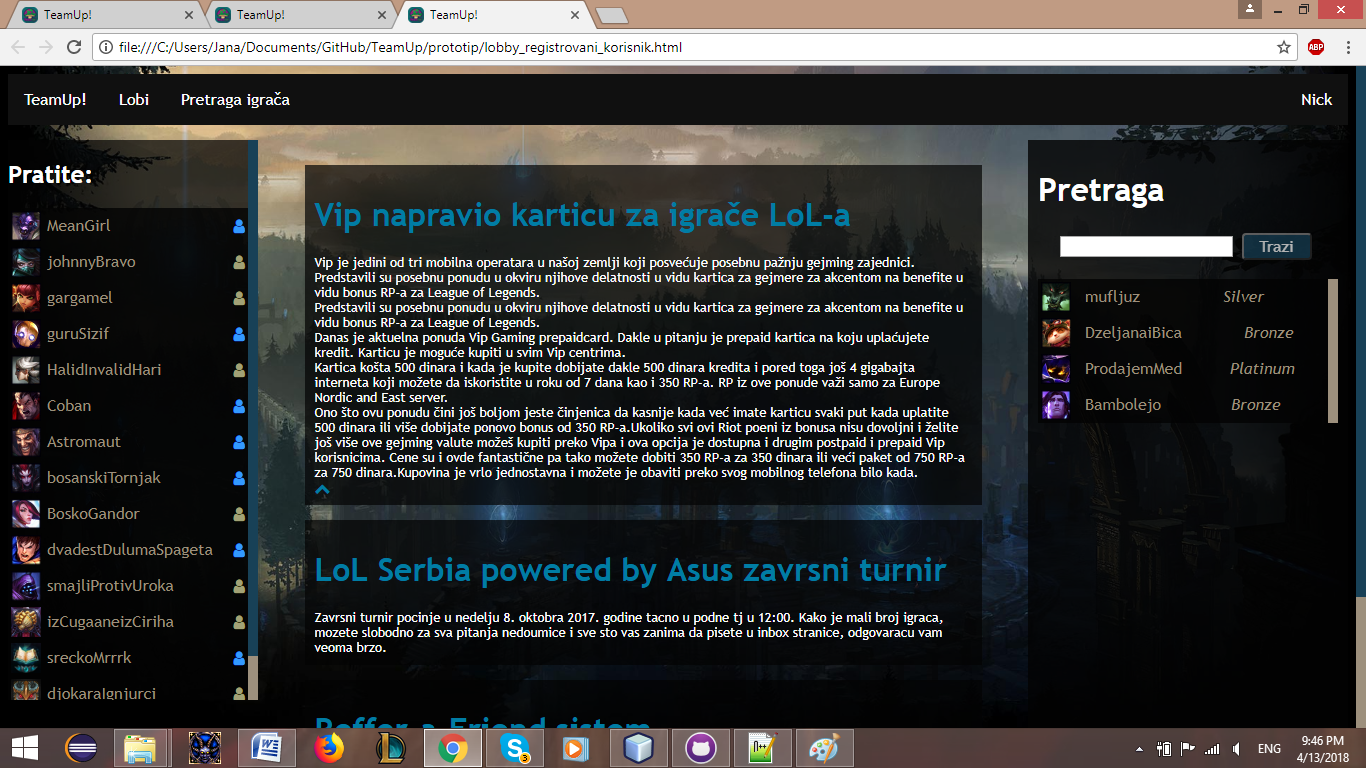 TeamUp!
TeamUp!
TeamUp!
file:///C:/Users/Jana/Documents/GitHub/TeamUp/prototip/lobby_registrovani_korisnik.html
ABP
TeamUp!
Lobi
Pretraga igrača
Nick
Pratite:
MeanGirl
johnnyBravo
gargamel
guruSizif
HalidInvalidHari
Coban
Astromaut
bosanskiTornjak
BoskoGandor
dvadestDulumaSpageta
smajliProtivUroka
izCugaaneizCiriha
sreckoMrrrk
djokaraIgnjurci
Vip napravio karticu za igrače LoL-a
Vip je jedini od tri mobilna operatara u našoj zemlji koji posvećuje posebnu pažnju gejming zajednici.
Predstavili su posebnu ponudu u okviru njihove delatnosti u vidu kartica za gejmere za akcentom na benefite u
vidu bonus RP-a za League of Legends.
Predstavili su posebnu ponudu u okviru njihove delatnosti u vidu kartica za gejmere za akcentom na benefite u
vidu bonus RP-a za League of Legends.
Danas je aktuelna ponuda Vip Gaming prepaidcard. Dakle u pitanju je prepaid kartica na koju uplaćujete
kredit. Karticu je moguće kupiti u svim Vip centrima.
Kartica košta 500 dinara i kada je kupite dobijate dakle 500 dinara kredita i pored toga još 4 gigabajta
interneta koji možete da iskoristite u roku od 7 dana kao i 350 RP-a. RP iz ove ponude važi samo za Europe
Nordic and East server.
Ono što ovu ponudu čini još boljom jeste činjenica da kasnije kada već imate karticu svaki put kada uplatite
500 dinara ili više dobijate ponovo bonus od 350 RP-a.Ukoliko svi ovi Riot poeni iz bonusa nisu dovoljni i želite
još više ove gejming valute možeš kupiti preko Vipa i ova opcija je dostupna i drugim postpaid i prepaid Vip
korisnicima. Cene su i ovde fantastične pa tako možete dobiti 350 RP-a za 350 dinara ili veći paket od 750 RP-a
za 750 dinara.Kupovina je vrlo jednostavna i možete je obaviti preko svog mobilnog telefona bilo kada.
LoL Serbia powered by Asus zavrsni turnir
Zavrsni turnir pocinje u nedelju 8. oktobra 2017. godine tacno u podne tj u 12:00. Kako je mali broj igraca,
mozete slobodno za sva pitanja nedoumice i sve sto vas zanima da pisete u inbox stranice, odgovaracu vam
veoma brzo.
Reffer-a-Friend sistem
Pretraga
Trazi
mufljuz Silver
DzeljanaiBica Bronze
ProdajemMed Platinum
Bambolejo Bronze
3
ENG
9:46 PM
4/13/2018